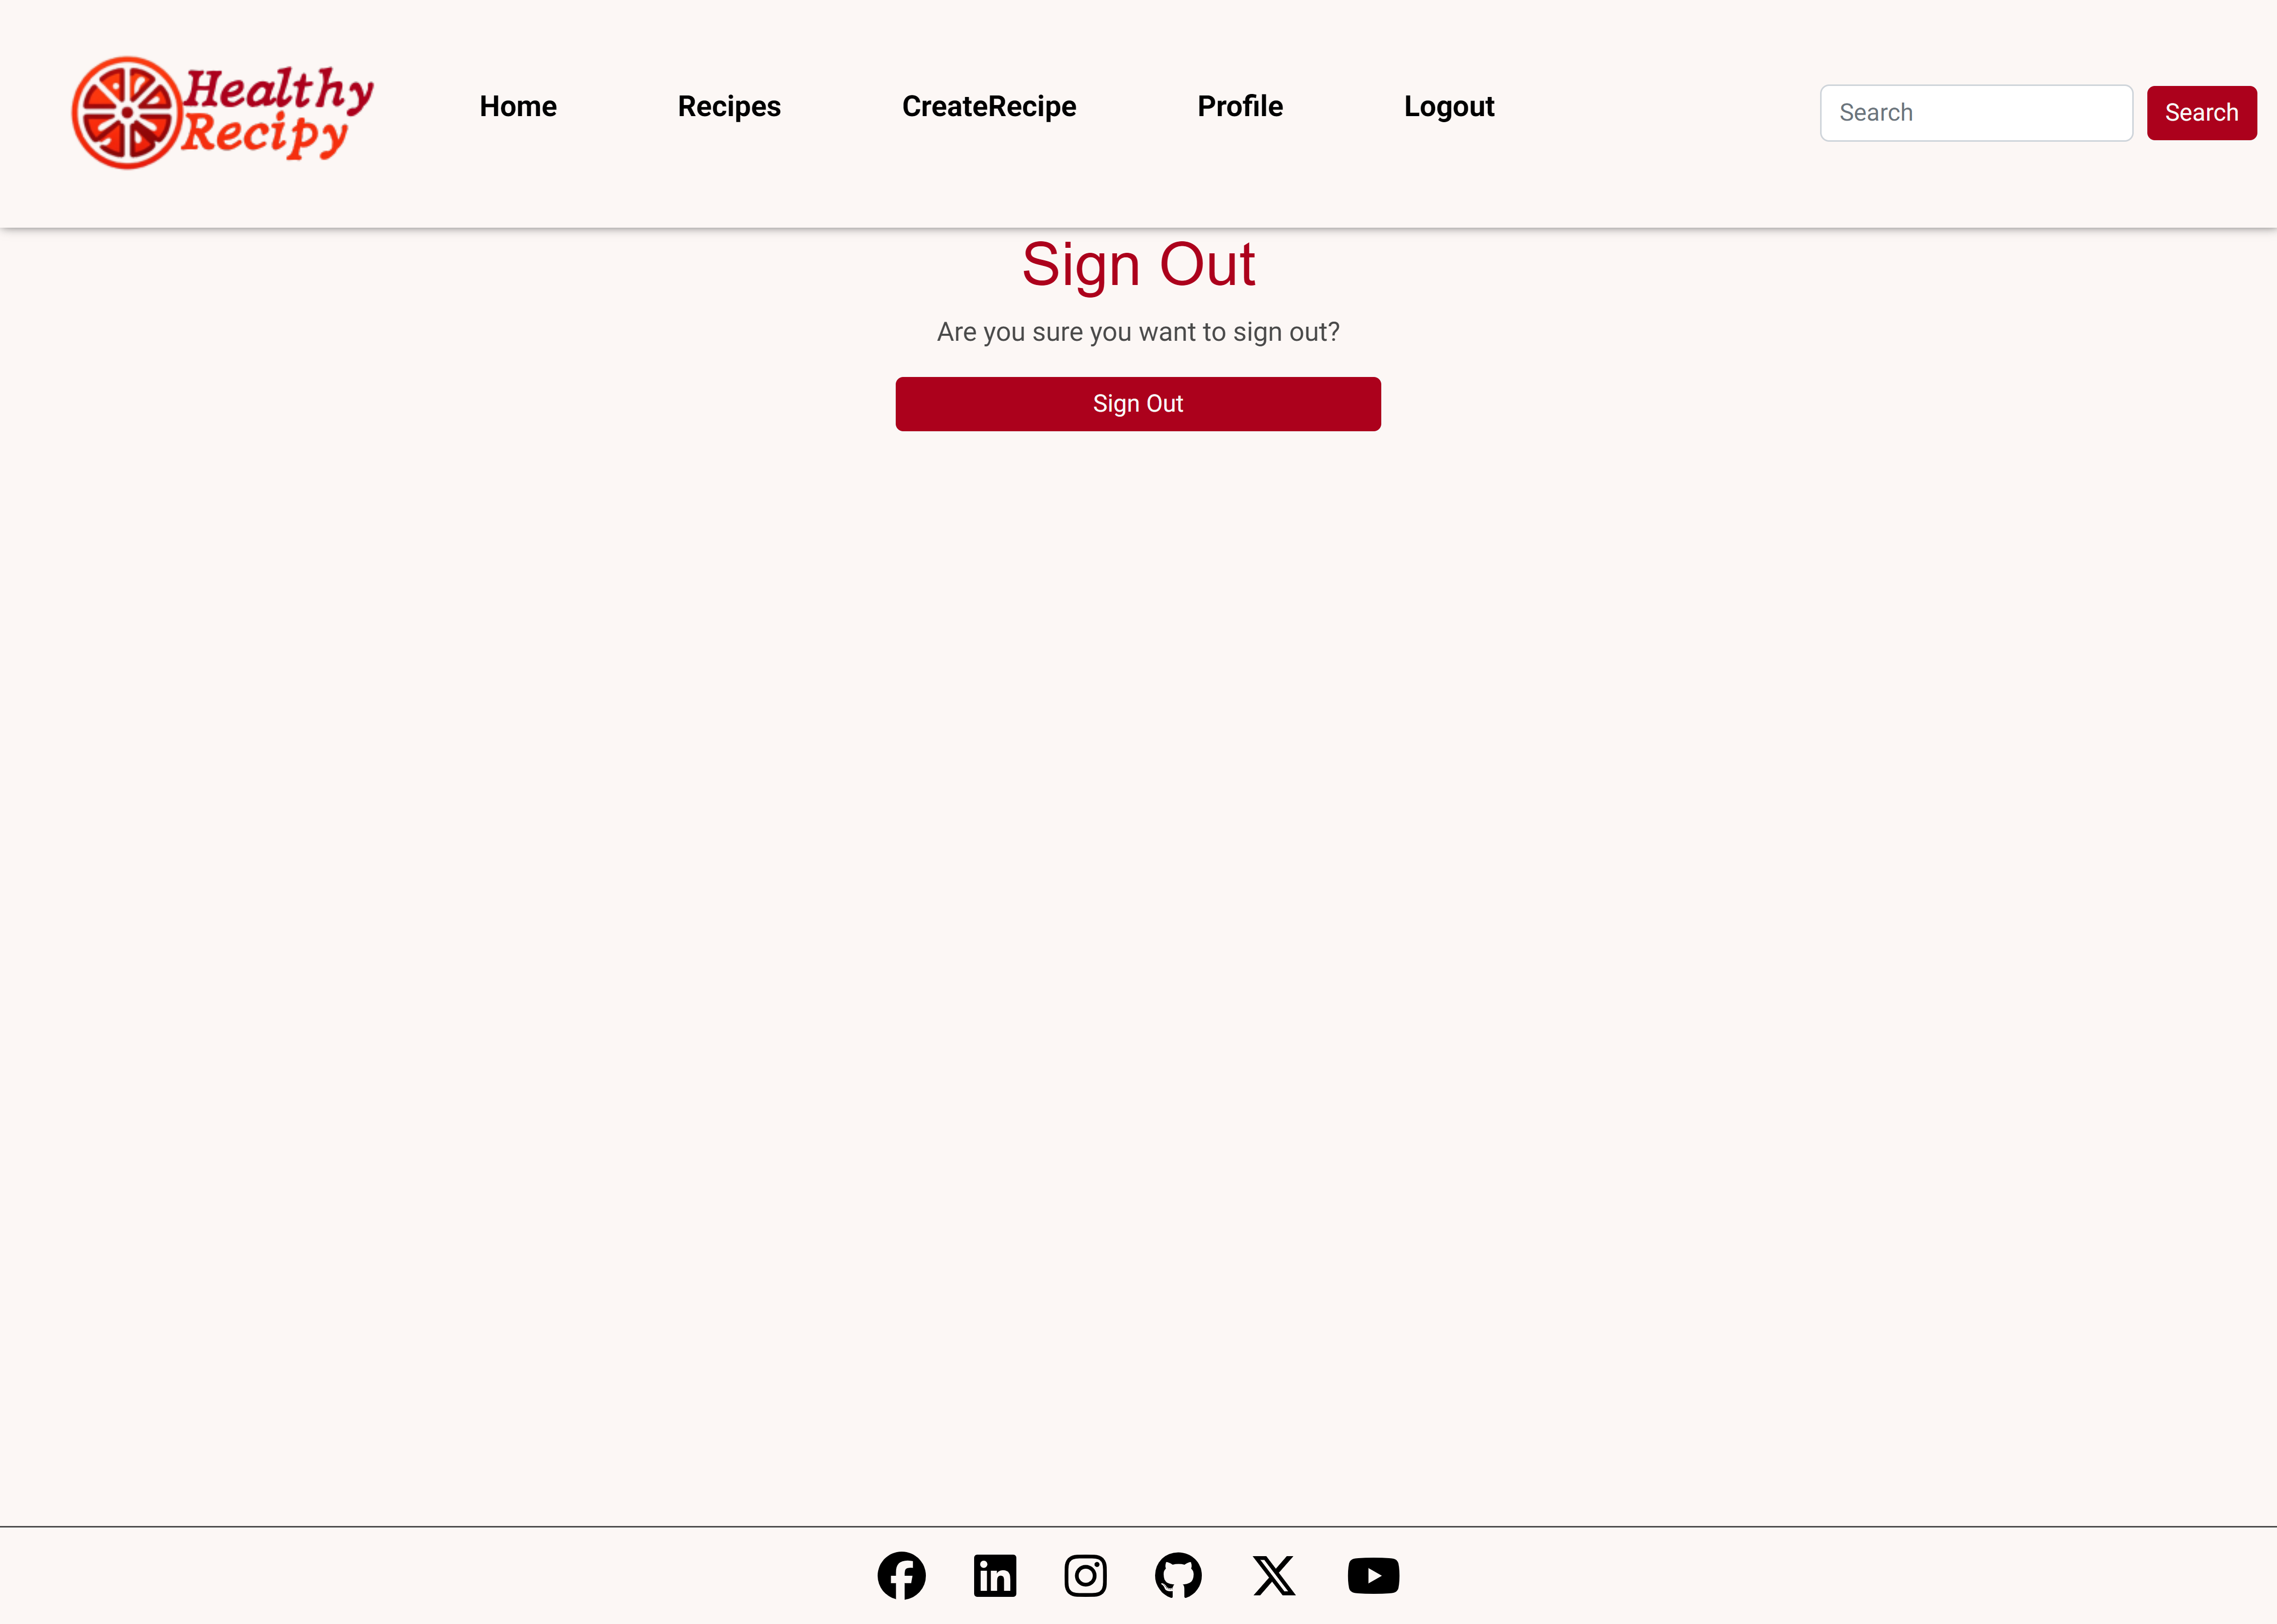 Healthy
Recipy
Home Recipes CreateRecipe Profile Logout Search Search
Sign Out
Are you sure you want to sign out?
Sign Out